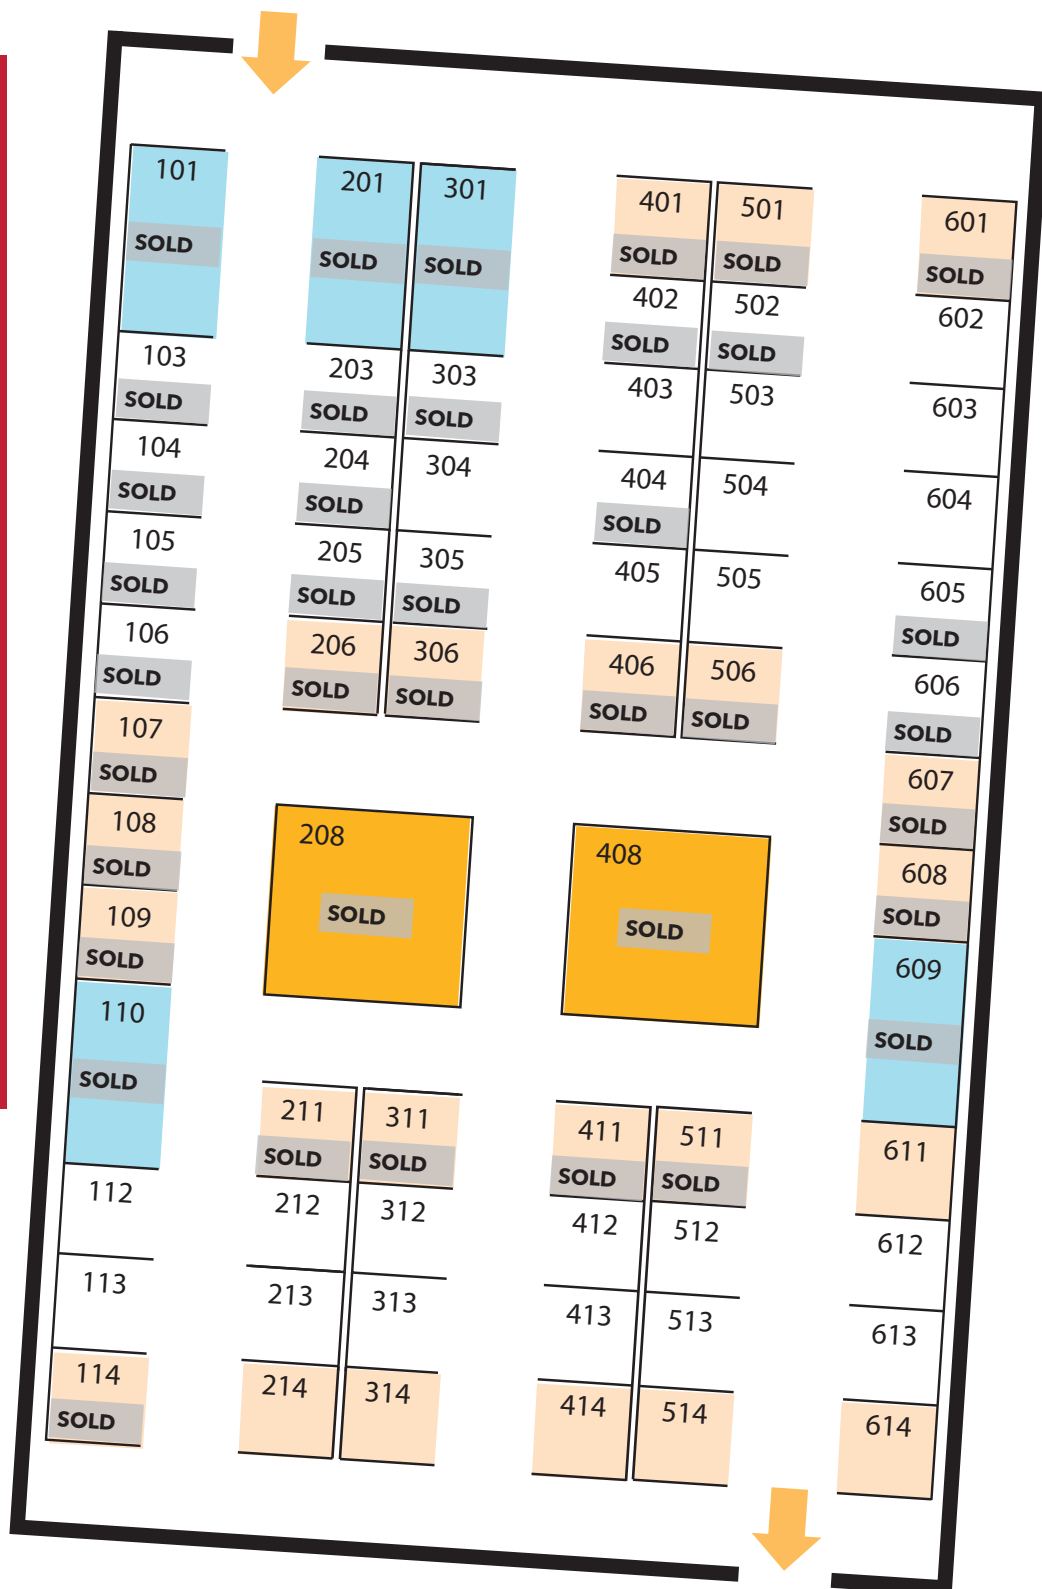 101
SOLD
103
SOLD
104
SOLD
105
SOLD
106
SOLD
107
SOLD
108
SOLD
109
SOLD
110
SOLD
112
113
114
SOLD
201
SOLD
203
SOLD
204
SOLD
205
SOLD
206
SOLD
208
SOLD
211
SOLD
212
213
214
301
SOLD
303
SOLD
304
305
SOLD
306
SOLD
311
SOLD
312
313
314
401
SOLD
402
SOLD
403
404
SOLD
405
406
SOLD
408
SOLD
411
SOLD
412
413
414
501
SOLD
502
SOLD
503
504
505
506
SOLD
511
SOLD
512
513
514
601
SOLD
602
603
604
605
SOLD
606
SOLD
607
SOLD
608
SOLD
609
SOLD
611
612
613
614